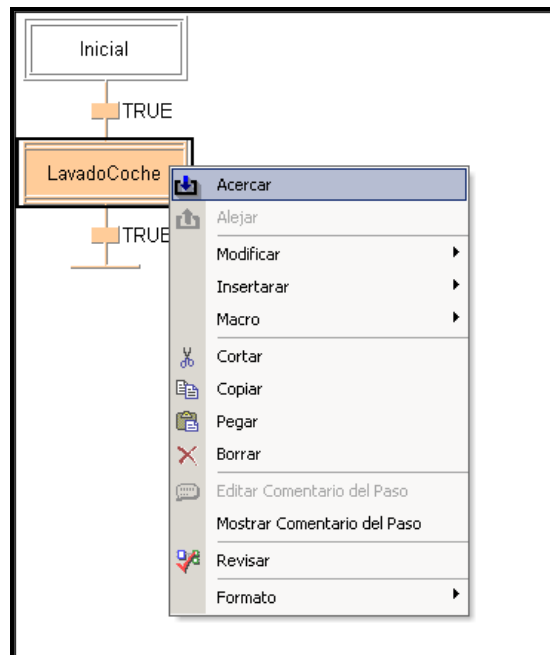 Inicial
TRUE
LavadoCoche
TRUE
Acercar
Alejar
Modificar
Insertarar
Macro
Cortar
Copiar
Pegar
Borrar
Editar Comentario del Paso
Mostrar Comentario del Paso
Revisar
Formato